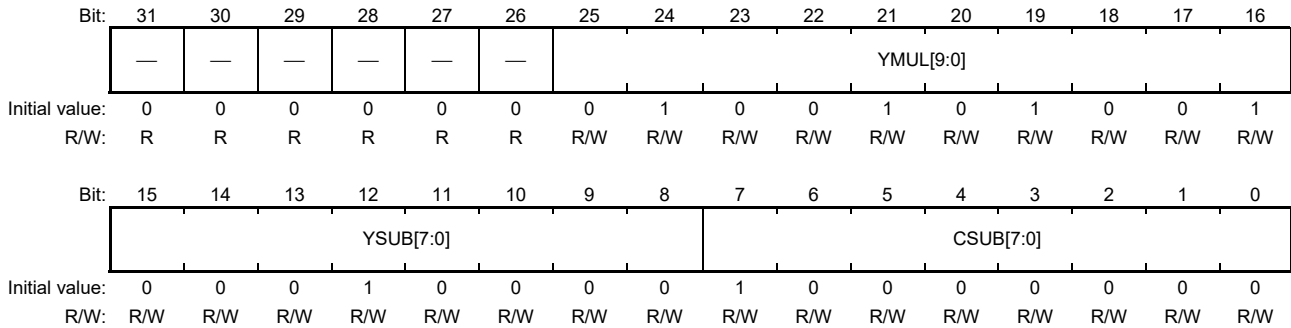 Bit: 31 30 29 28 27 26 25 24 23 22 21 20 19 18 17 16
— — — — — — YMUL[9:0]
Initial value: 0 0 0 0 0 0 0 1 0 0 1 0 1 0 0 1
R/W: R R R R R R R/W R/W R/W R/W R/W R/W R/W R/W R/W R/W
Bit: 15 14 13 12 11 10 9 8 7 6 5 4 3 2 1 0
YSUB[7:0] CSUB[7:0]
Initial value: 0 0 0 1 0 0 0 0 1 0 0 0 0 0 0 0
R/W: R/W R/W R/W R/W R/W R/W R/W R/W R/W R/W R/W R/W R/W R/W R/W R/W